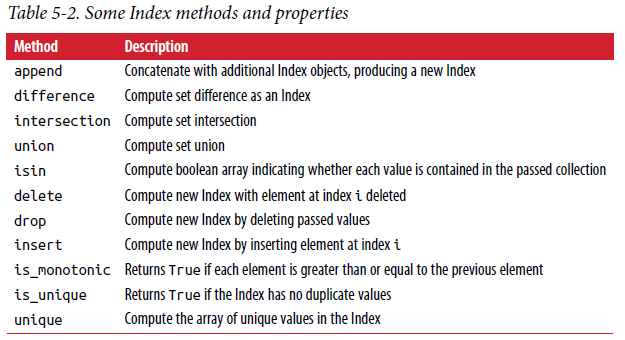 Table 5-2. Some Index methods and properties
Method Description
append Concatenate with additional Index objects, producing a new Index
difference Compute set difference as an Index
intersection Compute set intersection
union Compute set union
isin Compute boolean array indicating whether each value is contained in the passed collection
delete Compute new Index with element at index i deleted
drop Compute new Index by deleting passed values
insert Compute new Index by inserting element at index i
is_monotonic Returns True if each element is greater than or equal to the previous element
is_unique Returns True if the Index has no duplicate values
unique Compute the array of unique values in the Index